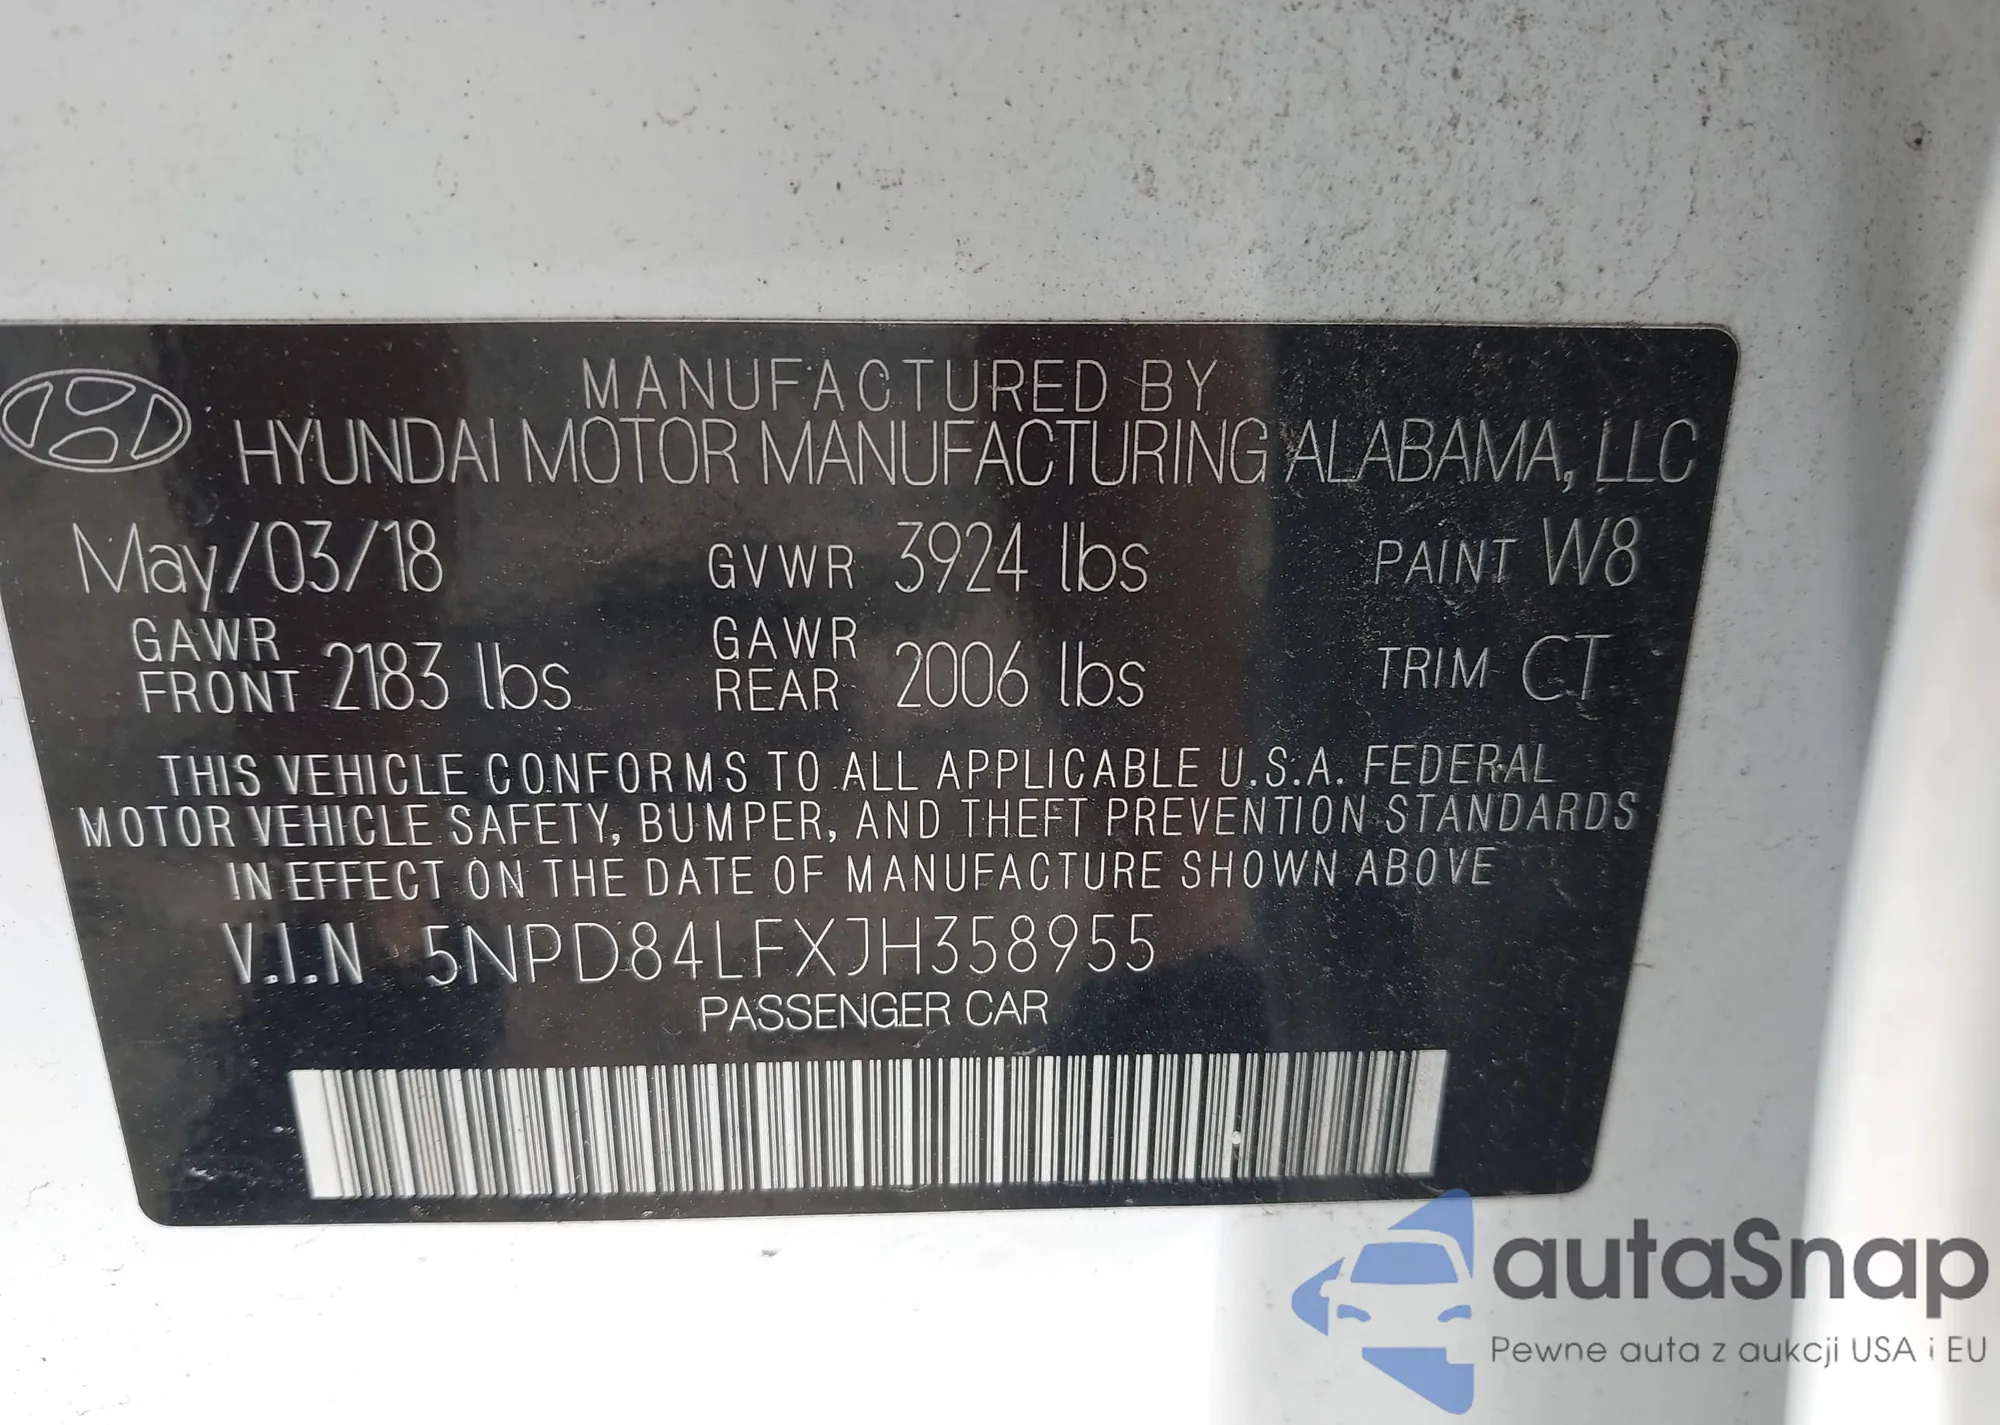 MANUFACTURED BY
HYUNDAI MOTOR MANUFACTURING ALABAMA, LLC
May/03/18 GVWR 3924 lbs PAINT W8
GAWR FRONT 2183 lbs GAWR REAR 2006 lbs TRIM CT
THIS VEHICLE CONFORMS TO ALL APPLICABLE U.S.A. FEDERAL
MOTOR VEHICLE SAFETY, BUMPER, AND THEFT PREVENTION STANDARDS
IN EFFECT ON THE DATE OF MANUFACTURE SHOWN ABOVE
V.I.N 5NPD84LFXJH358955
PASSENGER CAR
autaSnap
Pewne auta z aukcji USA i EU